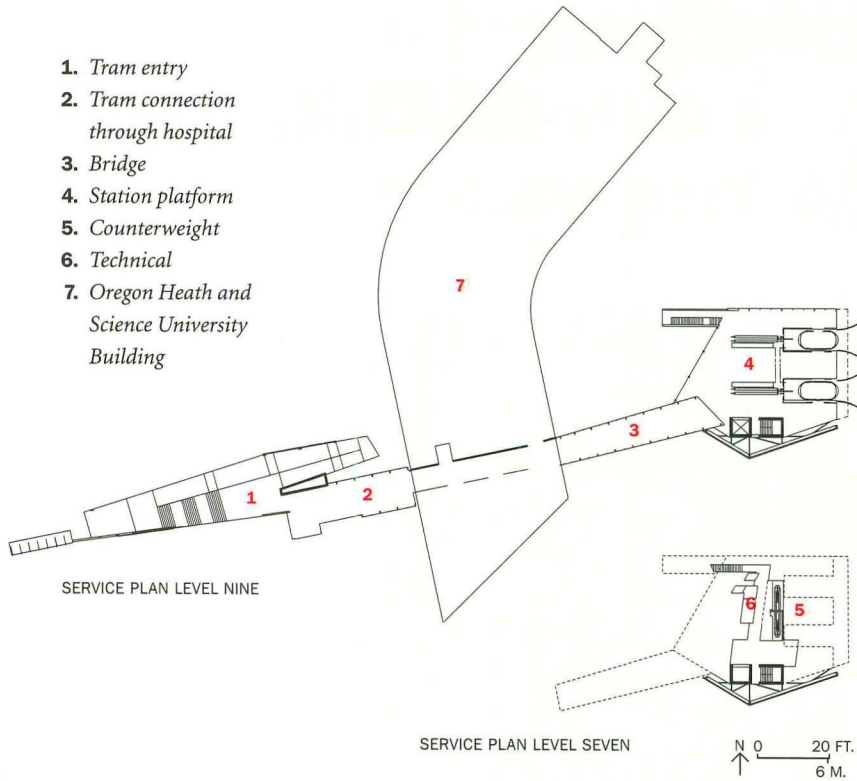 1. Tram entry
2. Tram connection
through hospital
3. Bridge
4. Station platform
5. Counterweight
6. Technical
7. Oregon Heath and
Science University
Building
7
4
3
1
2
SERVICE PLAN LEVEL NINE
6
5
SERVICE PLAN LEVEL SEVEN
N 0 20 FT.
6 M.